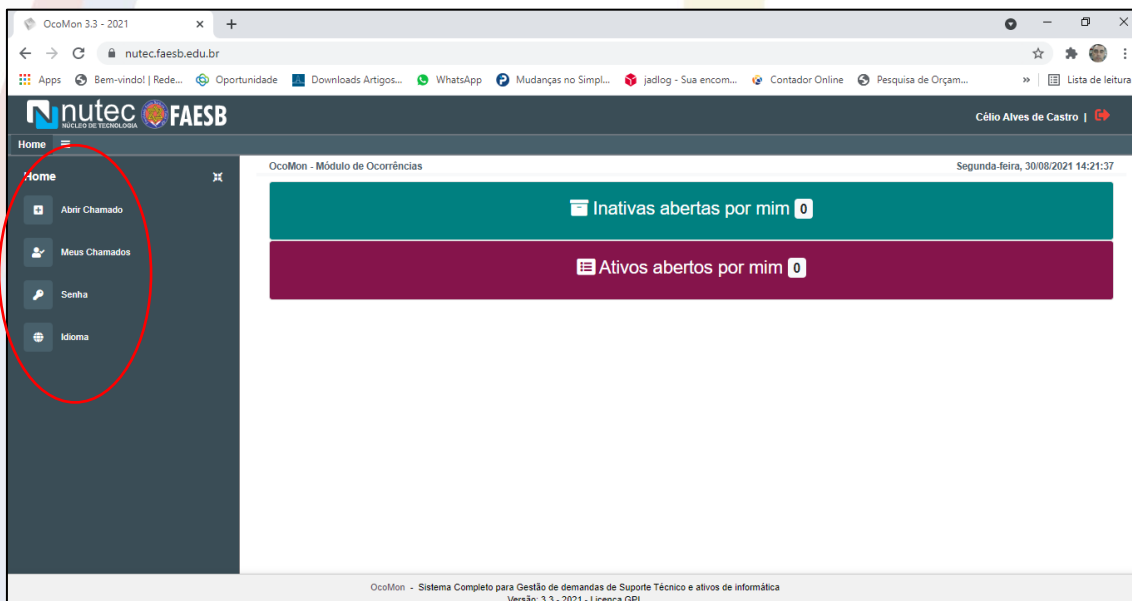 OcoMon 3.3 - 2021
nutec.faesb.edu.br
Apps Bem-vindo! | Rede... Oportunidade Downloads Artigos... WhatsApp Mudanças no Simpl... jadlog - Sua encom... Contador Online Pesquisa de Orçam... » Lista de leitura
nutec FAESB
NÚCLEO DE TECNOLOGIA
Célio Alves de Castro |
Home
Home
OcoMon - Módulo de Ocorrências
Segunda-feira, 30/08/2021 14:21:37
Abrir Chamado
Meus Chamados
Senha
Idioma
Inativas abertas por mim 0
Ativos abertos por mim 0
OcoMon - Sistema Completo para Gestão de demandas de Suporte Técnico e ativos de informática
Versão: 3.3 - 2021 - Licença GPL